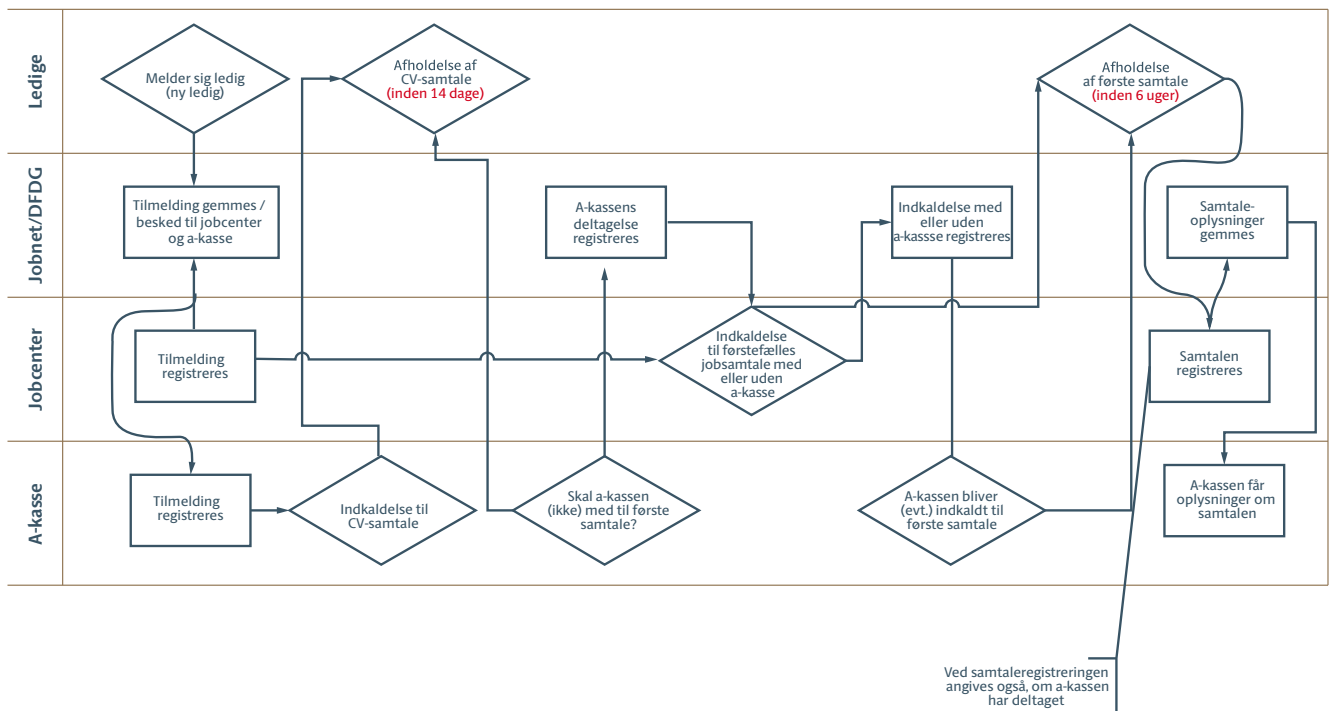 Ledige
Melder sig ledig
(ny ledig)
Afholdelse af
CV-samtale
(inden 14 dage)
Afholdelse
af første samtale
(inden 6 uger)
Jobnet/DFDG
Tilmelding gemmes /
besked til jobcenter
og a-kasse
A-kassens
deltagelse
registreres
Indkaldelse med
eller uden
a-kassse registreres
Samtale-
oplysninger
gemmes
Jobcenter
Tilmelding
registreres
Indkaldelse
til førstefælles
jobsamtale med
eller uden
a-kasse
Samtalen
registreres
A-kasse
Tilmelding
registreres
Indkaldelse til
CV-samtale
Skal a-kassen
(ikke) med til første
samtale?
A-kassen bliver
(evt.) indkaldt til
første samtale
A-kassen får
oplysninger om
samtalen
Ved samtaleregistreringen
angives også, om a-kassen
har deltaget